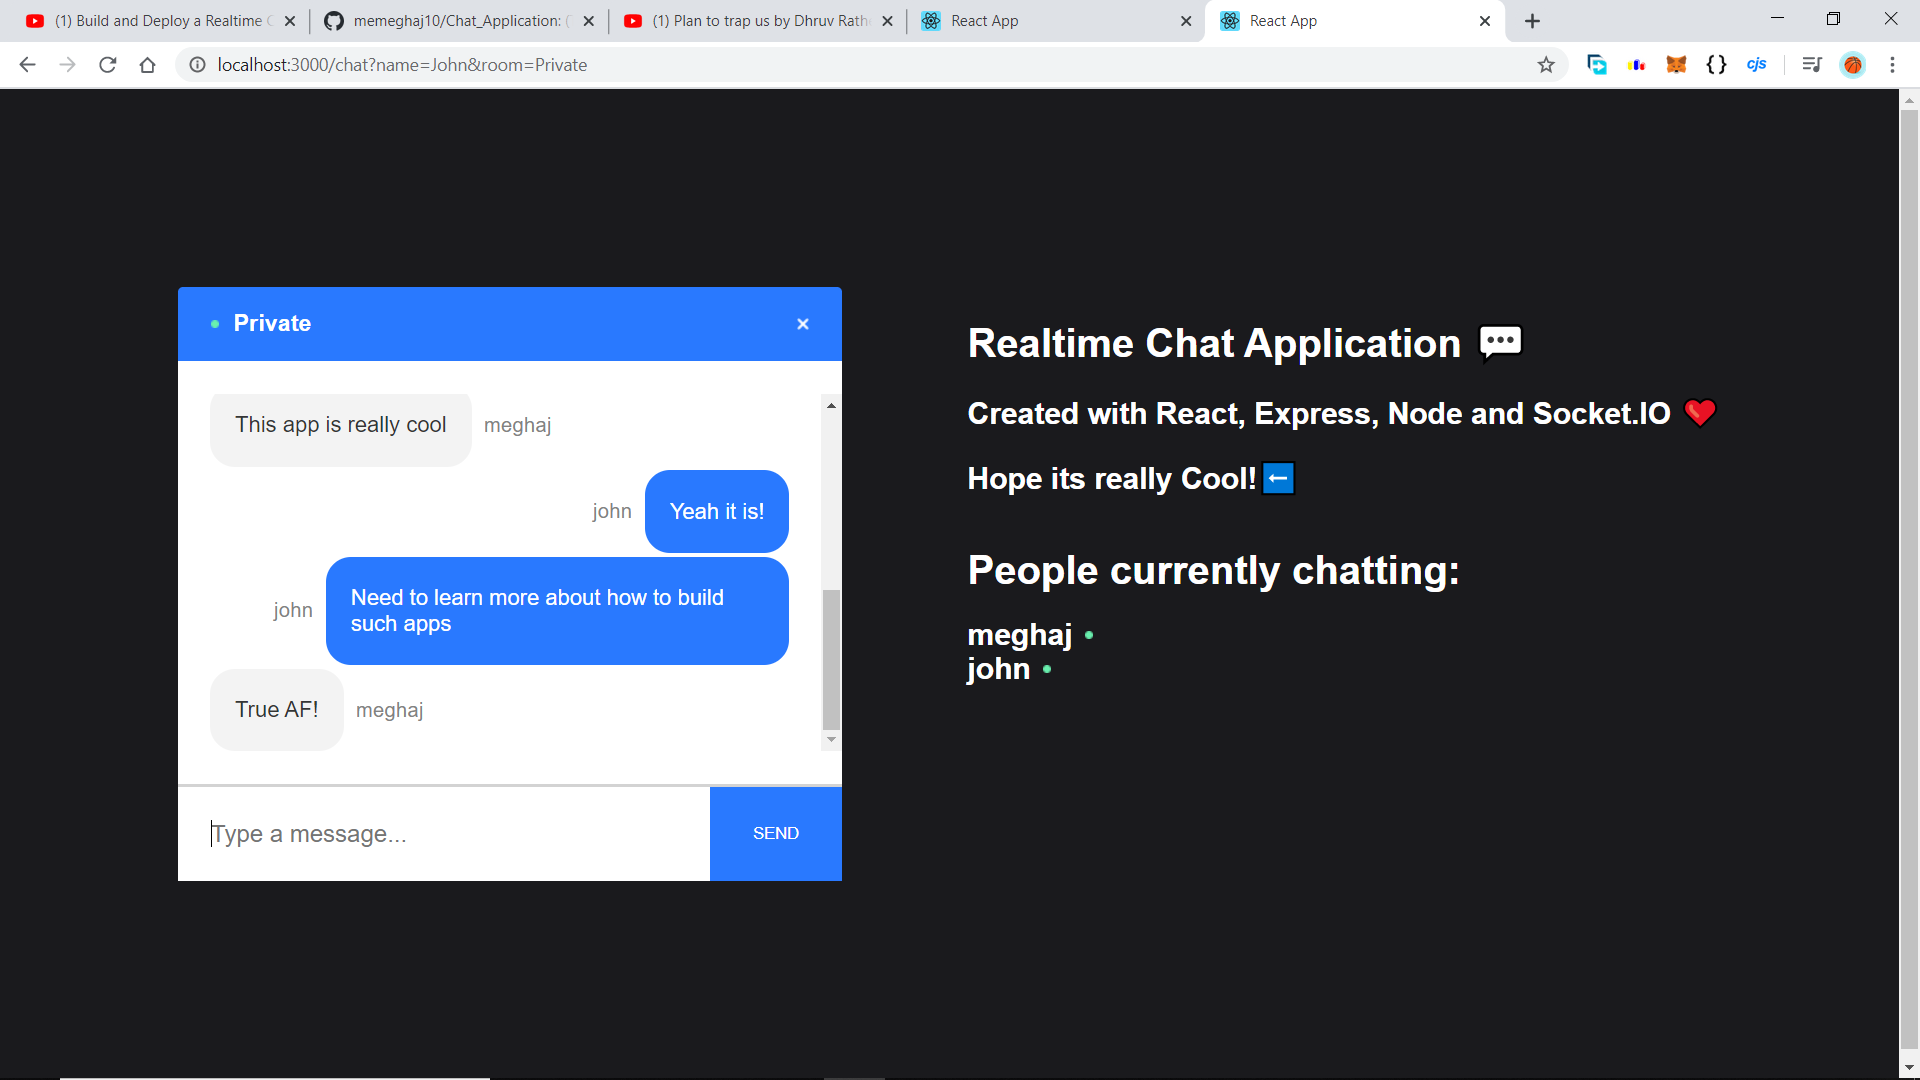 (1) Build and Deploy a Realtime C
memeghaj10/Chat_Application: (
(1) Plan to trap us by Dhruv Rath
React App
React App
localhost:3000/chat?name=John&room=Private
cjs
Private
This app is really cool
meghaj
john
Yeah it is!
john
Need to learn more about how to build
such apps
True AF!
meghaj
Type a message...
SEND
Realtime Chat Application 💬
Created with React, Express, Node and Socket.IO ❤️
Hope its really Cool!⬅️
People currently chatting:
meghaj
john